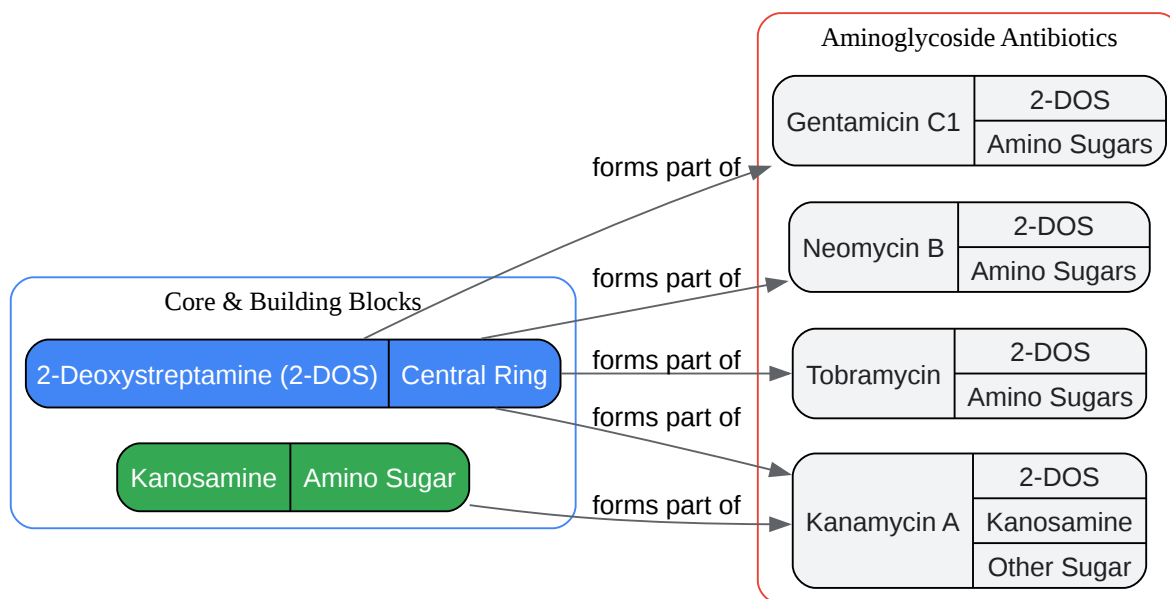 Aminoglycoside Antibiotics
Gentamicin C1
2-DOS
Amino Sugars
forms part of
Neomycin B
2-DOS
Amino Sugars
forms part of
Core & Building Blocks
2-Deoxystreptamine (2-DOS)
Central Ring
forms part of
Tobramycin
2-DOS
Amino Sugars
forms part of
Kanosamine
Amino Sugar
forms part of
Kanamycin A
2-DOS
Kanosamine
Other Sugar